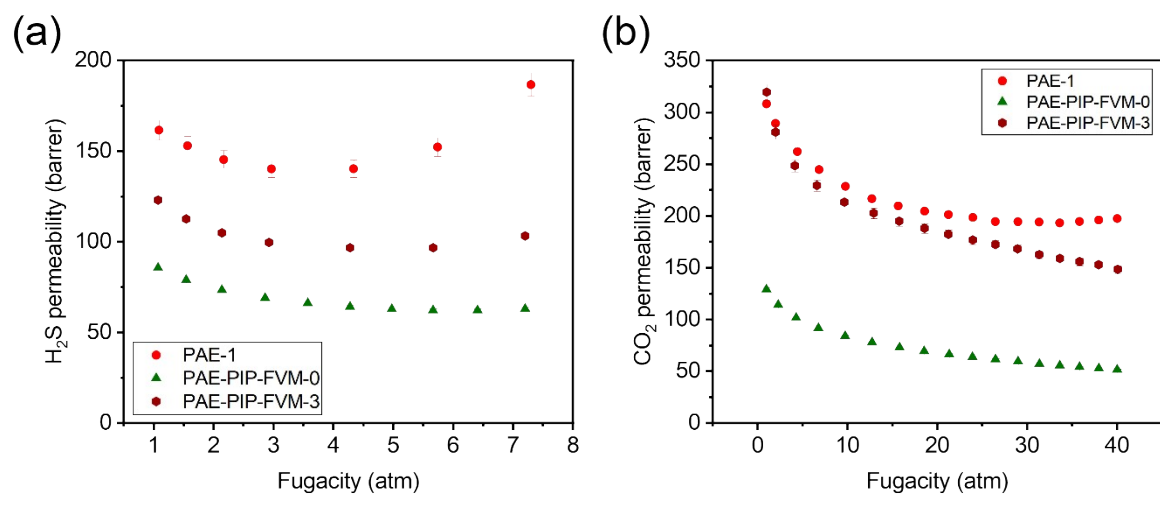 (a)
H₂S permeability (barrer)
200
150
100
50
0
PAE-1
PAE-PIP-FVM-0
PAE-PIP-FVM-3
1 2 3 4 5 6 7 8
Fugacity (atm)
(b)
CO₂ permeability (barrer)
350
300
250
200
150
100
50
0
PAE-1
PAE-PIP-FVM-0
PAE-PIP-FVM-3
0 10 20 30 40
Fugacity (atm)